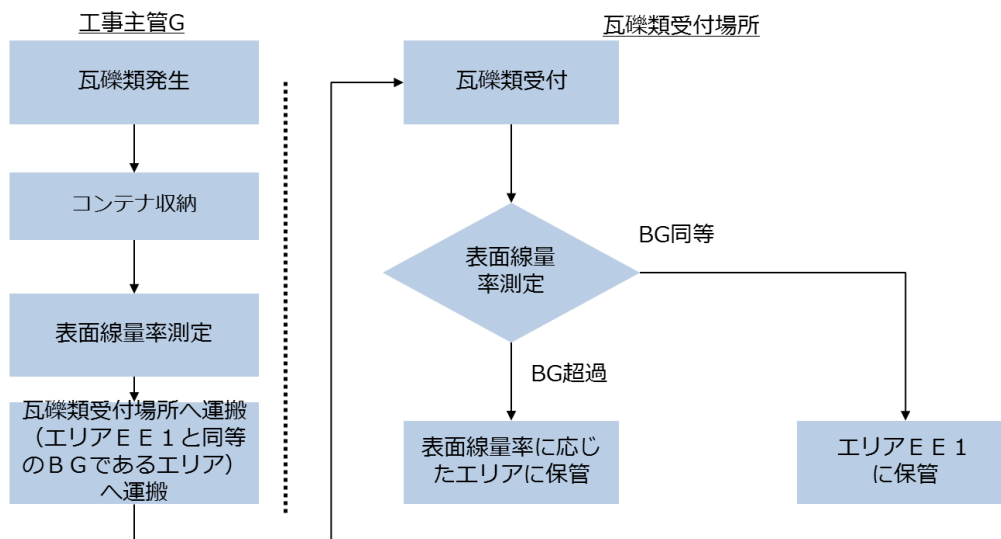 工事主管G
瓦礫類発生
コンテナ収納
表面線量率測定
瓦礫類受付場所へ運搬
（エリアＥＥ１と同等
のＢＧであるエリア）
へ運搬
瓦礫類受付場所
瓦礫類受付
表面線量
率測定
BG同等
BG超過
表面線量率に応じ
たエリアに保管
エリアＥＥ１
に保管